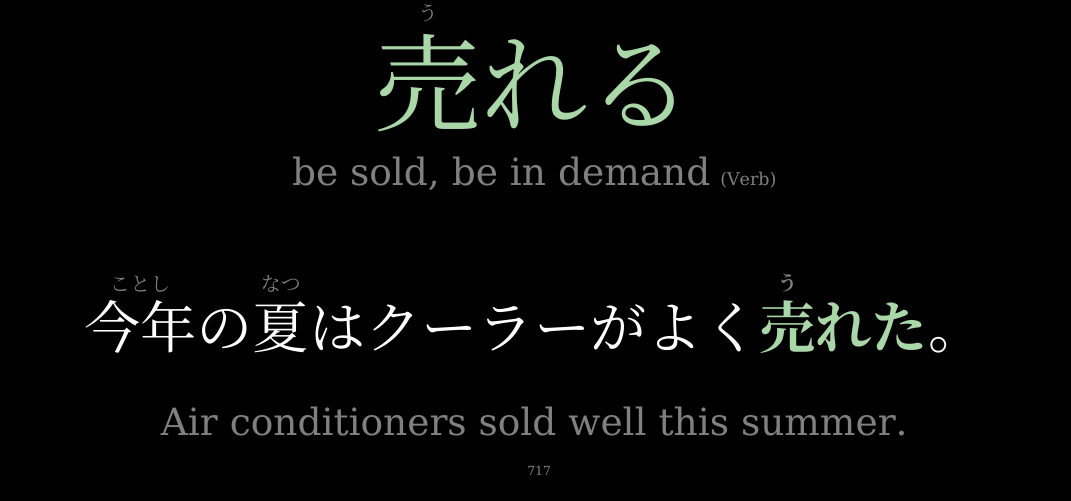 う
売れる
be sold, be in demand (Verb)
ことし なつ う
今年の夏はクーラーがよく売れた。
Air conditioners sold well this summer.
717